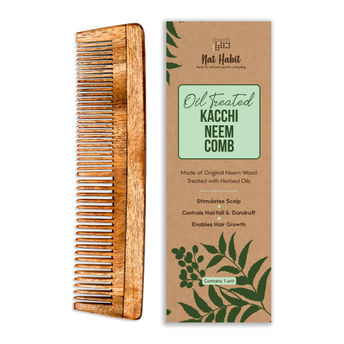 Nat Habit
Oil Treated
KACCHI
NEEM
COMB
Made of Original Neem Wood
Treated with Herbed Oils
Stimulates Scalp
Controls Hairfall & Dandruff
Enables Hair Growth
Contains 1 unit